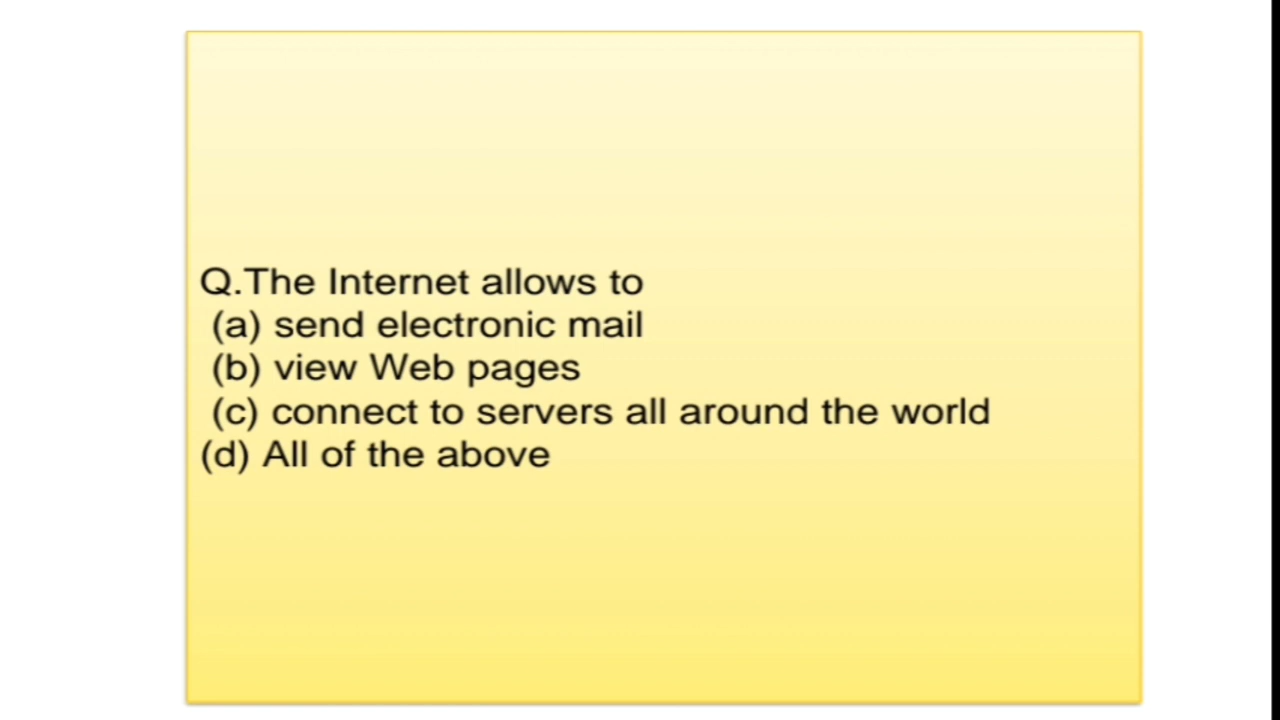 Q.The Internet allows to
(a) send electronic mail
(b) view Web pages
(c) connect to servers all around the world
(d) All of the above